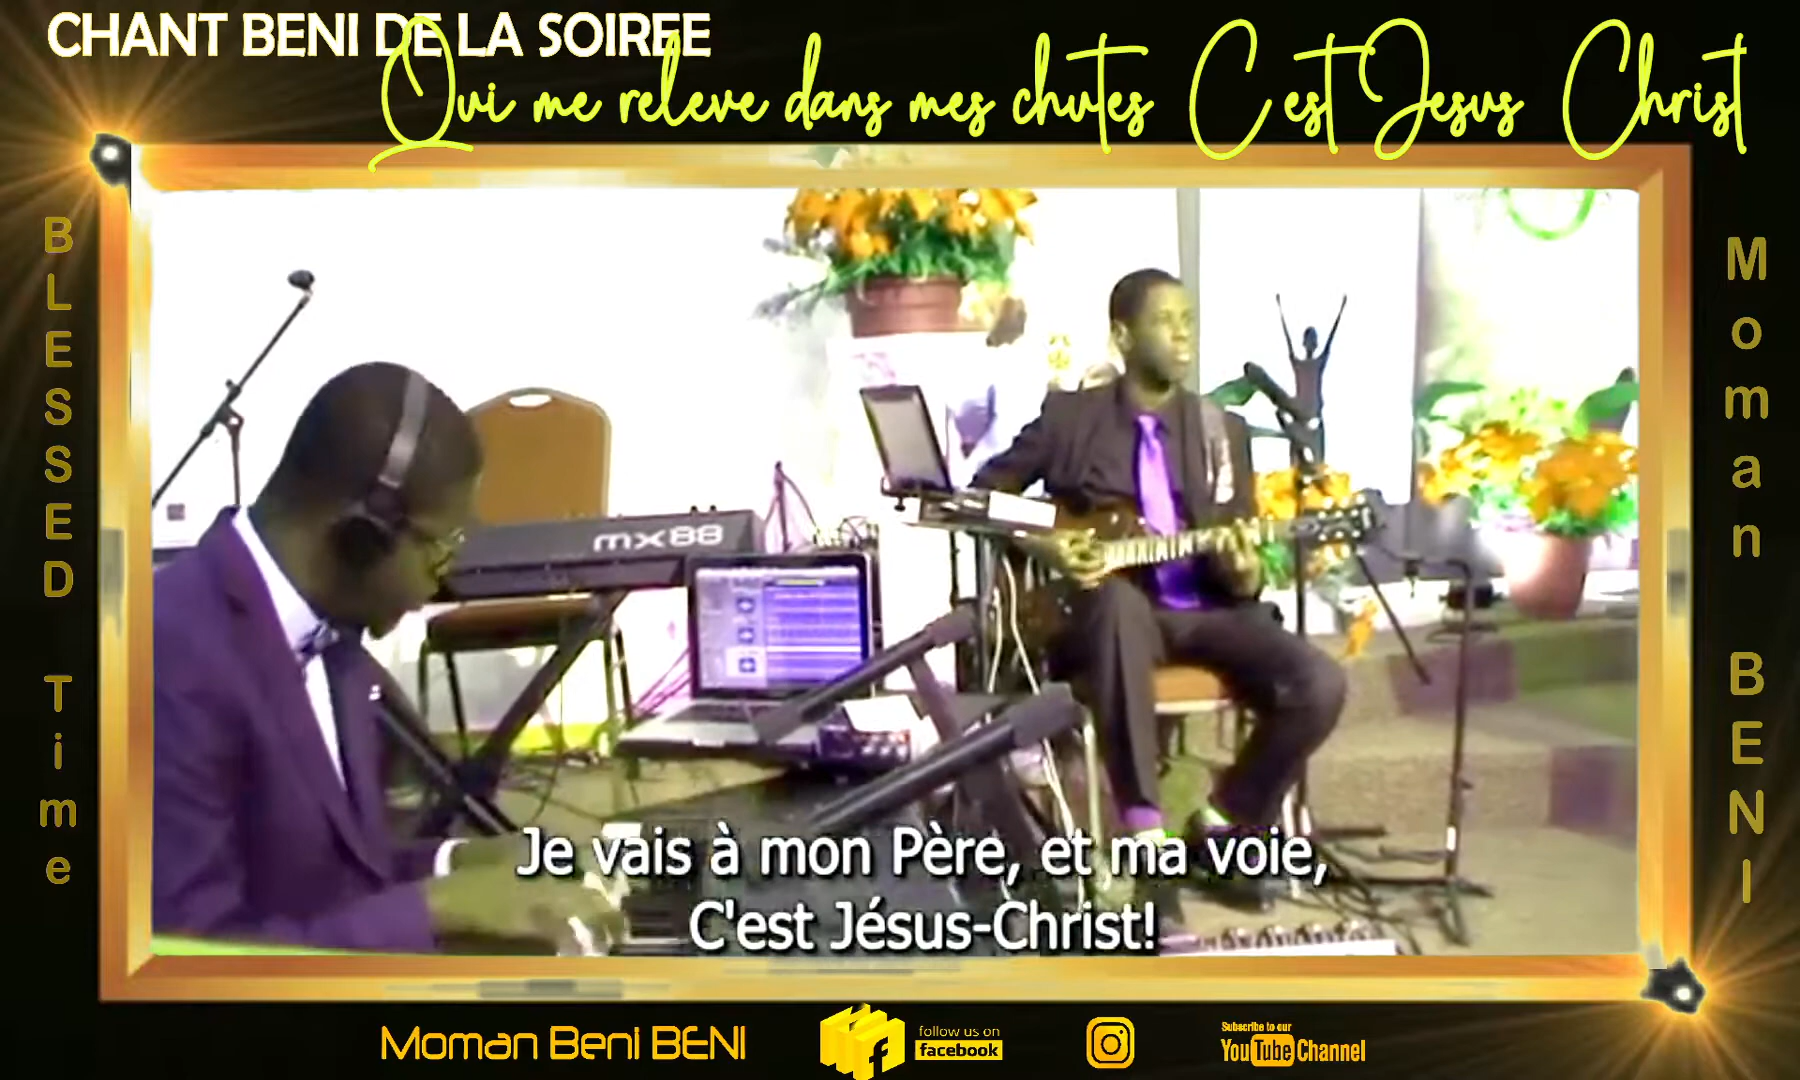 CHANT BENI DE LA SOIREE
Qui me releve dans mes chutes C est Jesus Christ
BLESSED Time
Moman BENI
mx88
Je vais à mon Père, et ma voie,
C'est Jésus-Christ!
Moman Beni BENI
follow us on
facebook
Subscribe to our
YouTube Channel